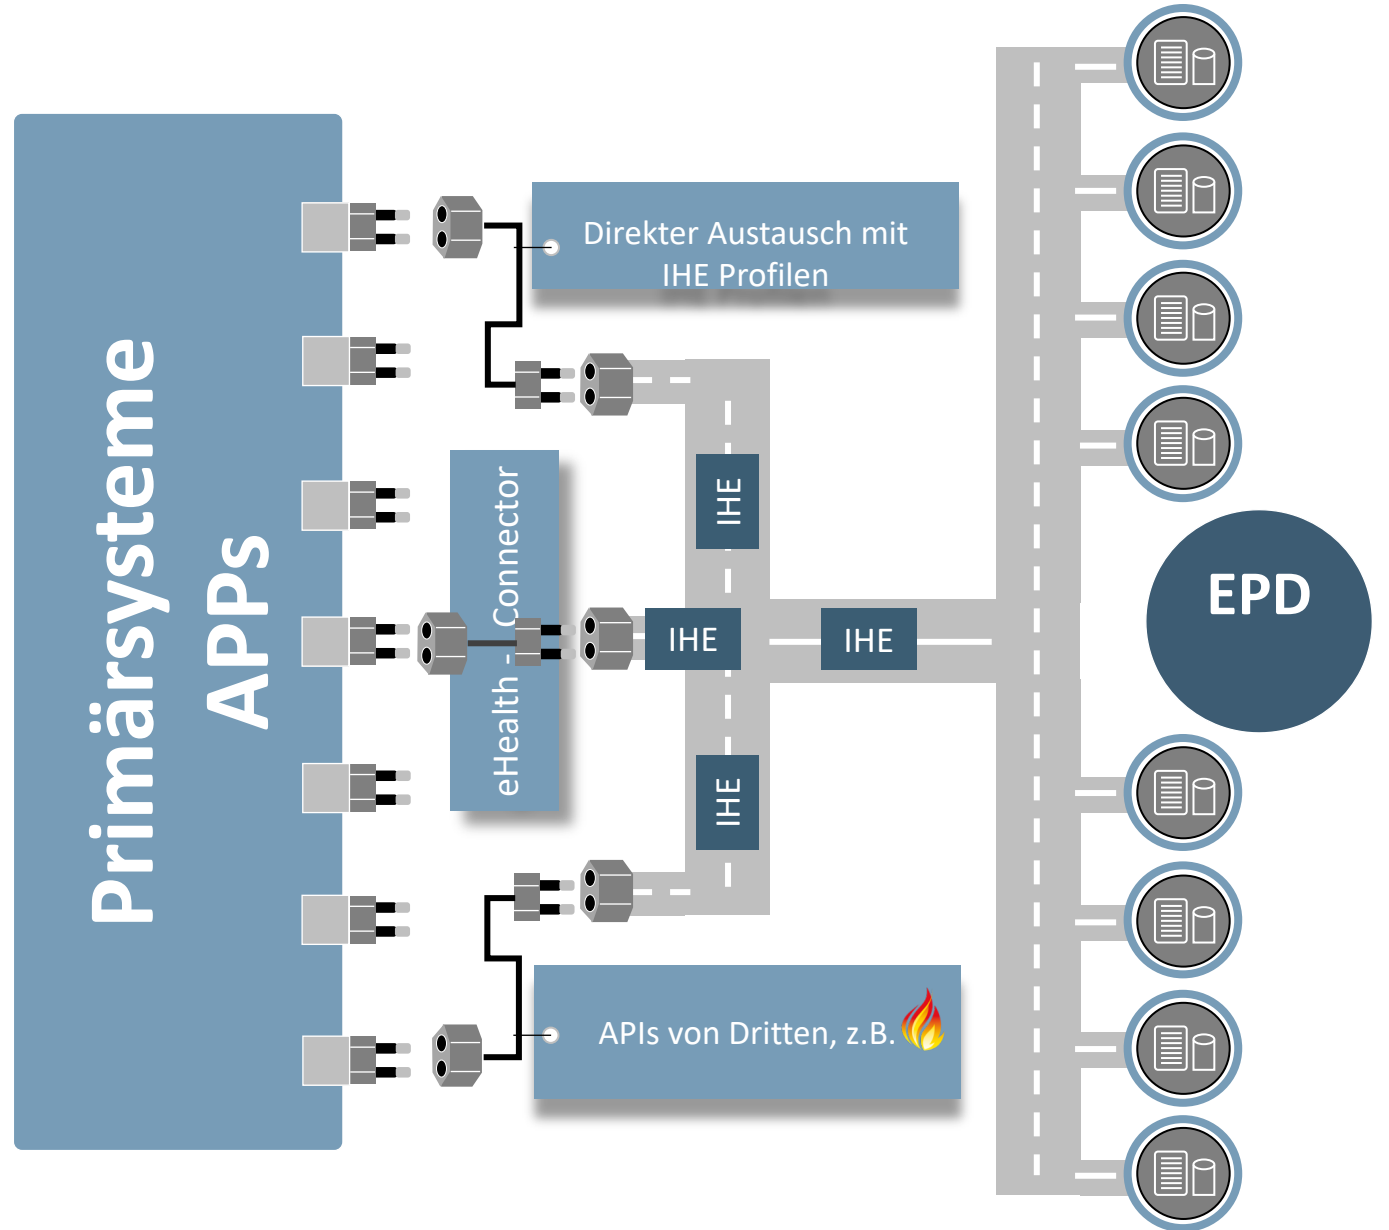 Primärsysteme
APPs
Direkter Austausch mit
IHE Profilen
eHealth - Connector
IHE
IHE
IHE
IHE
EPD
APIs von Dritten, z.B.